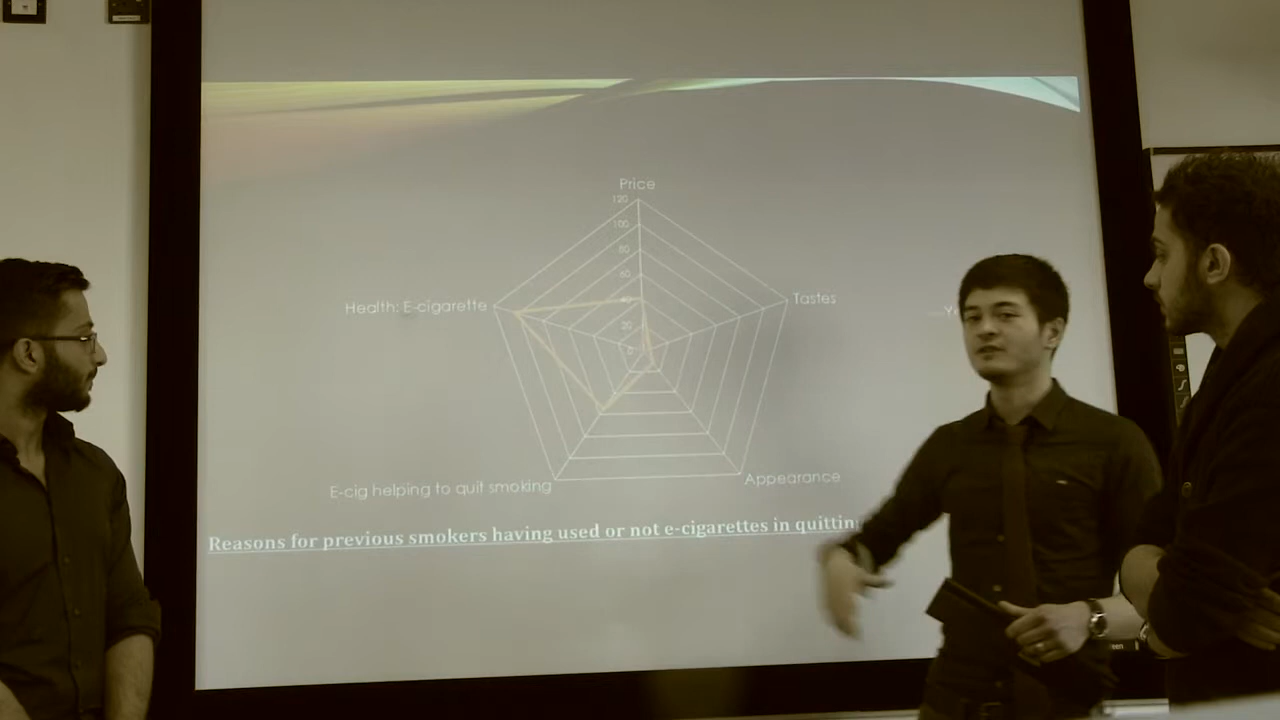 Price
120
100
80
60
40
20
0
Health: E-cigarette
Tastes
E-cig helping to quit smoking
Appearance
Reasons for previous smokers having used or not e-cigarettes in quitting